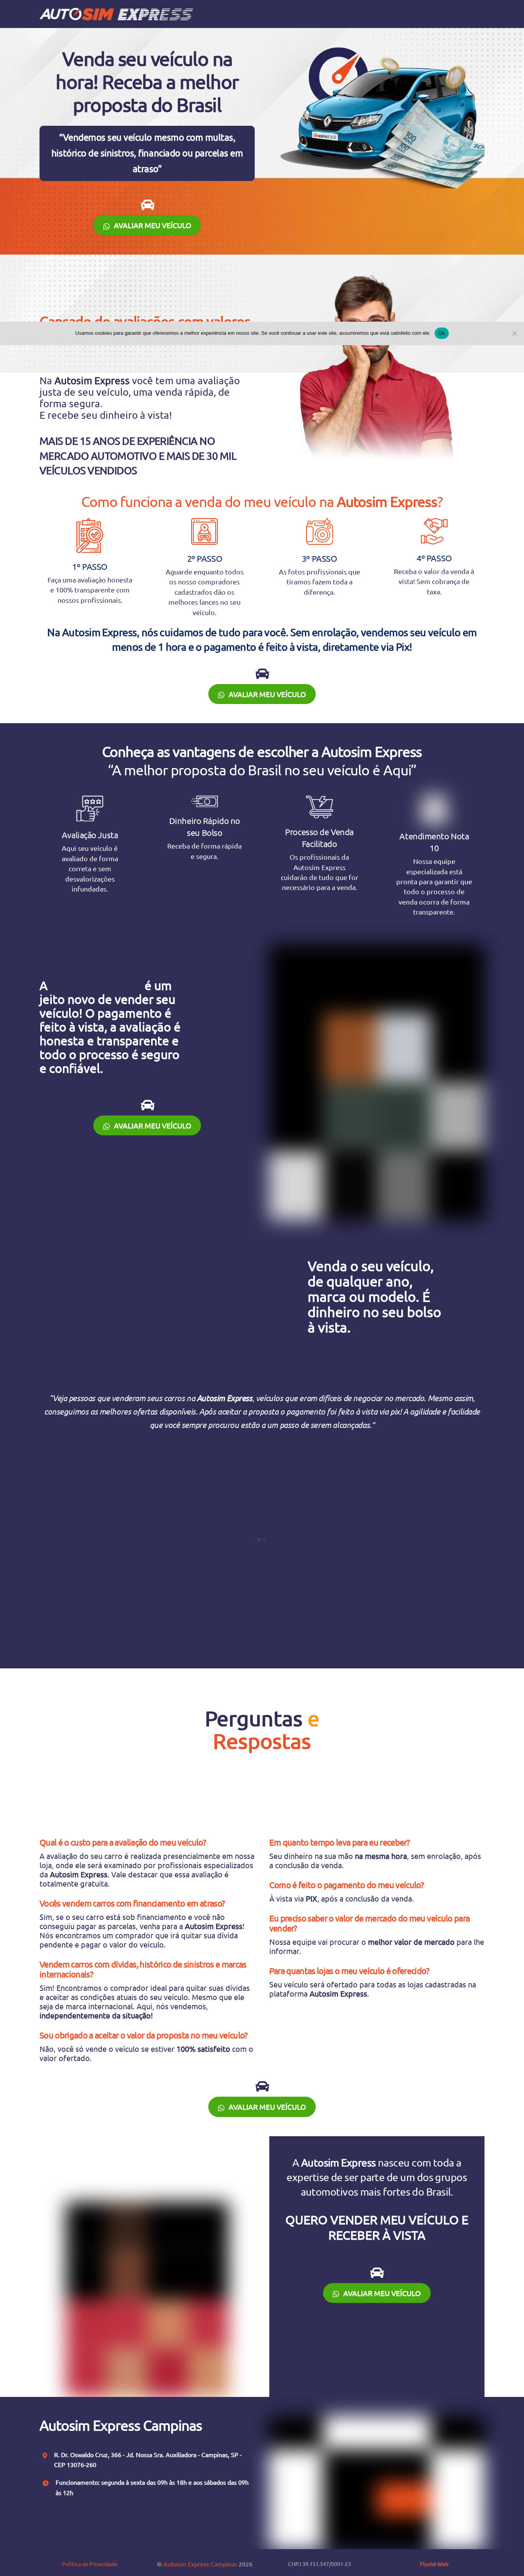 AUTOSIM EXPRESS
Venda seu veículo na
hora! Receba a melhor
proposta do Brasil
“Vendemos seu veículo mesmo com multas,
histórico de sinistros, financiado ou parcelas em
atraso”
AVALIAR MEU VEÍCULO
Usamos cookies para garantir que oferecemos a melhor experiência em nosso site. Se você continuar a usar este site, assumiremos que está satisfeito com ele.
Ok
Na Autosim Express você tem uma avaliação
justa de seu veículo, uma venda rápida, de
forma segura.
E recebe seu dinheiro à vista!
MAIS DE 15 ANOS DE EXPERIÊNCIA NO
MERCADO AUTOMOTIVO E MAIS DE 30 MIL
VEÍCULOS VENDIDOS
Como funciona a venda do meu veículo na Autosim Express?
1º PASSO
Faça uma avaliação honesta
e 100% transparente com
nossos profissionais.
2º PASSO
Aguarde enquanto todos
os nosso compradores
cadastrados dão os
melhores lances no seu
veículo.
3º PASSO
As fotos profissionais que
tiramos fazem toda a
diferença.
4º PASSO
Receba o valor da venda à
vista! Sem cobrança de
taxa.
Na Autosim Express, nós cuidamos de tudo para você. Sem enrolação, vendemos seu veículo em
menos de 1 hora e o pagamento é feito à vista, diretamente via Pix!
AVALIAR MEU VEÍCULO
Conheça as vantagens de escolher a Autosim Express
“A melhor proposta do Brasil no seu veículo é Aqui”
Avaliação Justa
Aqui seu veículo é
avaliado de forma
correta e sem
desvalorizações
infundadas.
Dinheiro Rápido no
seu Bolso
Receba de forma rápida
e segura.
Processo de Venda
Facilitado
Os profissionais da
Autosim Express
cuidarão de tudo que for
necessário para a venda.
Atendimento Nota
10
Nossa equipe
especializada está
pronta para garantir que
todo o processo de
venda ocorra de forma
transparente.
A é um
jeito novo de vender seu
veículo! O pagamento é
feito à vista, a avaliação é
honesta e transparente e
todo o processo é seguro
e confiável.
AVALIAR MEU VEÍCULO
Venda o seu veículo,
de qualquer ano,
marca ou modelo. É
dinheiro no seu bolso
à vista.
“Veja pessoas que venderam seus carros na Autosim Express, veículos que eram difíceis de negociar no mercado. Mesmo assim,
conseguimos as melhores ofertas disponíveis. Após aceitar a proposta o pagamento foi feito à vista via pix! A agilidade e facilidade
que você sempre procurou estão a um passo de serem alcançadas.”
Perguntas e
Respostas
Qual é o custo para a avaliação do meu veículo?
A avaliação do seu carro é realizada presencialmente em nossa
loja, onde ele será examinado por profissionais especializados
da Autosim Express. Vale destacar que essa avaliação é
totalmente gratuita.
Vocês vendem carros com financiamento em atraso?
Sim, se o seu carro está sob financiamento e você não
conseguiu pagar as parcelas, venha para a Autosim Express!
Nós encontramos um comprador que irá quitar sua dívida
pendente e pagar o valor do veículo.
Vendem carros com dívidas, histórico de sinistros e marcas
internacionais?
Sim! Encontramos o comprador ideal para quitar suas dívidas
e aceitar as condições atuais do seu veículo. Mesmo que ele
seja de marca internacional. Aqui, nós vendemos,
independentemente da situação!
Sou obrigado a aceitar o valor da proposta no meu veículo?
Não, você só vende o veículo se estiver 100% satisfeito com o
valor ofertado.
Em quanto tempo leva para eu receber?
Seu dinheiro na sua mão na mesma hora, sem enrolação, após
a conclusão da venda.
Como é feito o pagamento do meu veículo?
À vista via PIX, após a conclusão da venda.
Eu preciso saber o valor de mercado do meu veículo para
vender?
Nossa equipe vai procurar o melhor valor de mercado para lhe
informar.
Para quantas lojas o meu veículo é oferecido?
Seu veículo será ofertado para todas as lojas cadastradas na
plataforma Autosim Express.
AVALIAR MEU VEÍCULO
A Autosim Express nasceu com toda a
expertise de ser parte de um dos grupos
automotivos mais fortes do Brasil.
QUERO VENDER MEU VEÍCULO E
RECEBER À VISTA
AVALIAR MEU VEÍCULO
Autosim Express Campinas
R. Dr. Oswaldo Cruz, 366 - Jd. Nossa Sra. Auxiliadora - Campinas, SP -
CEP 13076-260
Funcionamento: segunda à sexta das 09h às 18h e aos sábados das 09h
às 12h
Política de Privacidade
© Autosim Express Campinas 2026
CNPJ 39.151.547/0001-23
Fluvial Web